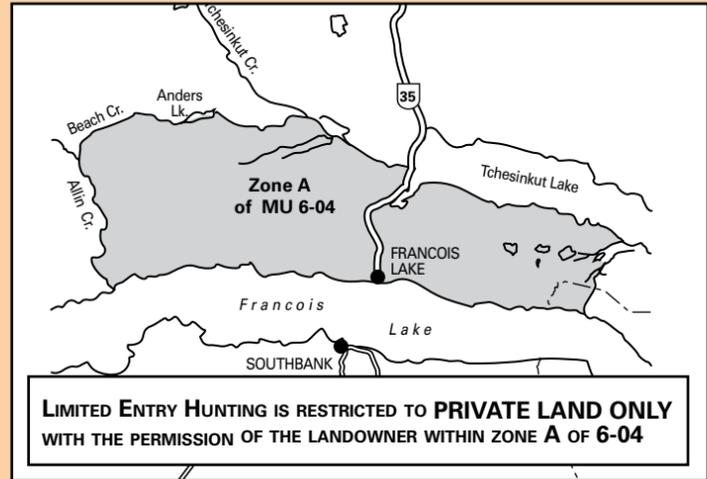 Tchesinkut Cr.
35
Anders
Lk.
Beach Cr.
Allin Cr.
Zone A
of MU 6-04
Tchesinkut Lake
FRANCOIS
LAKE
Francois
Lake
SOUTHBANK
LIMITED ENTRY HUNTING IS RESTRICTED TO PRIVATE LAND ONLY
WITH THE PERMISSION OF THE LANDOWNER WITHIN ZONE A OF 6-04